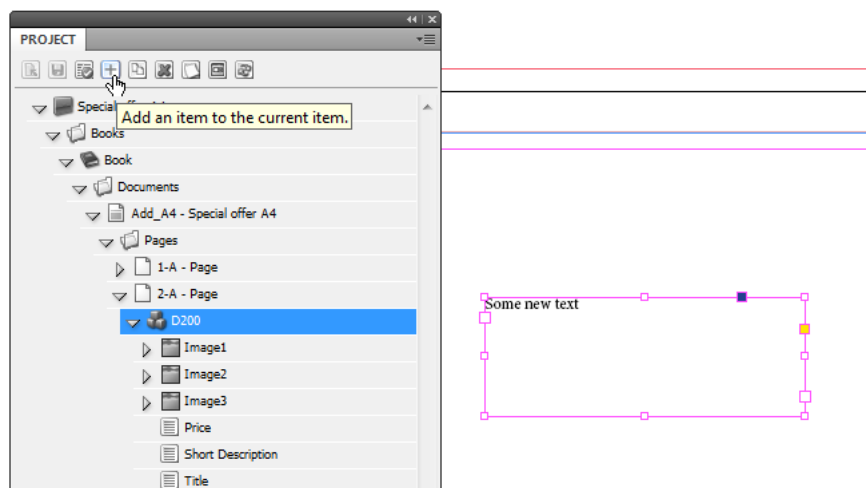 PROJECT
Special
Add an item to the current item.
Books
Book
Documents
Add_A4 - Special offer A4
Pages
1-A - Page
2-A - Page
D200
Image1
Image2
Image3
Price
Short Description
Title
Some new text